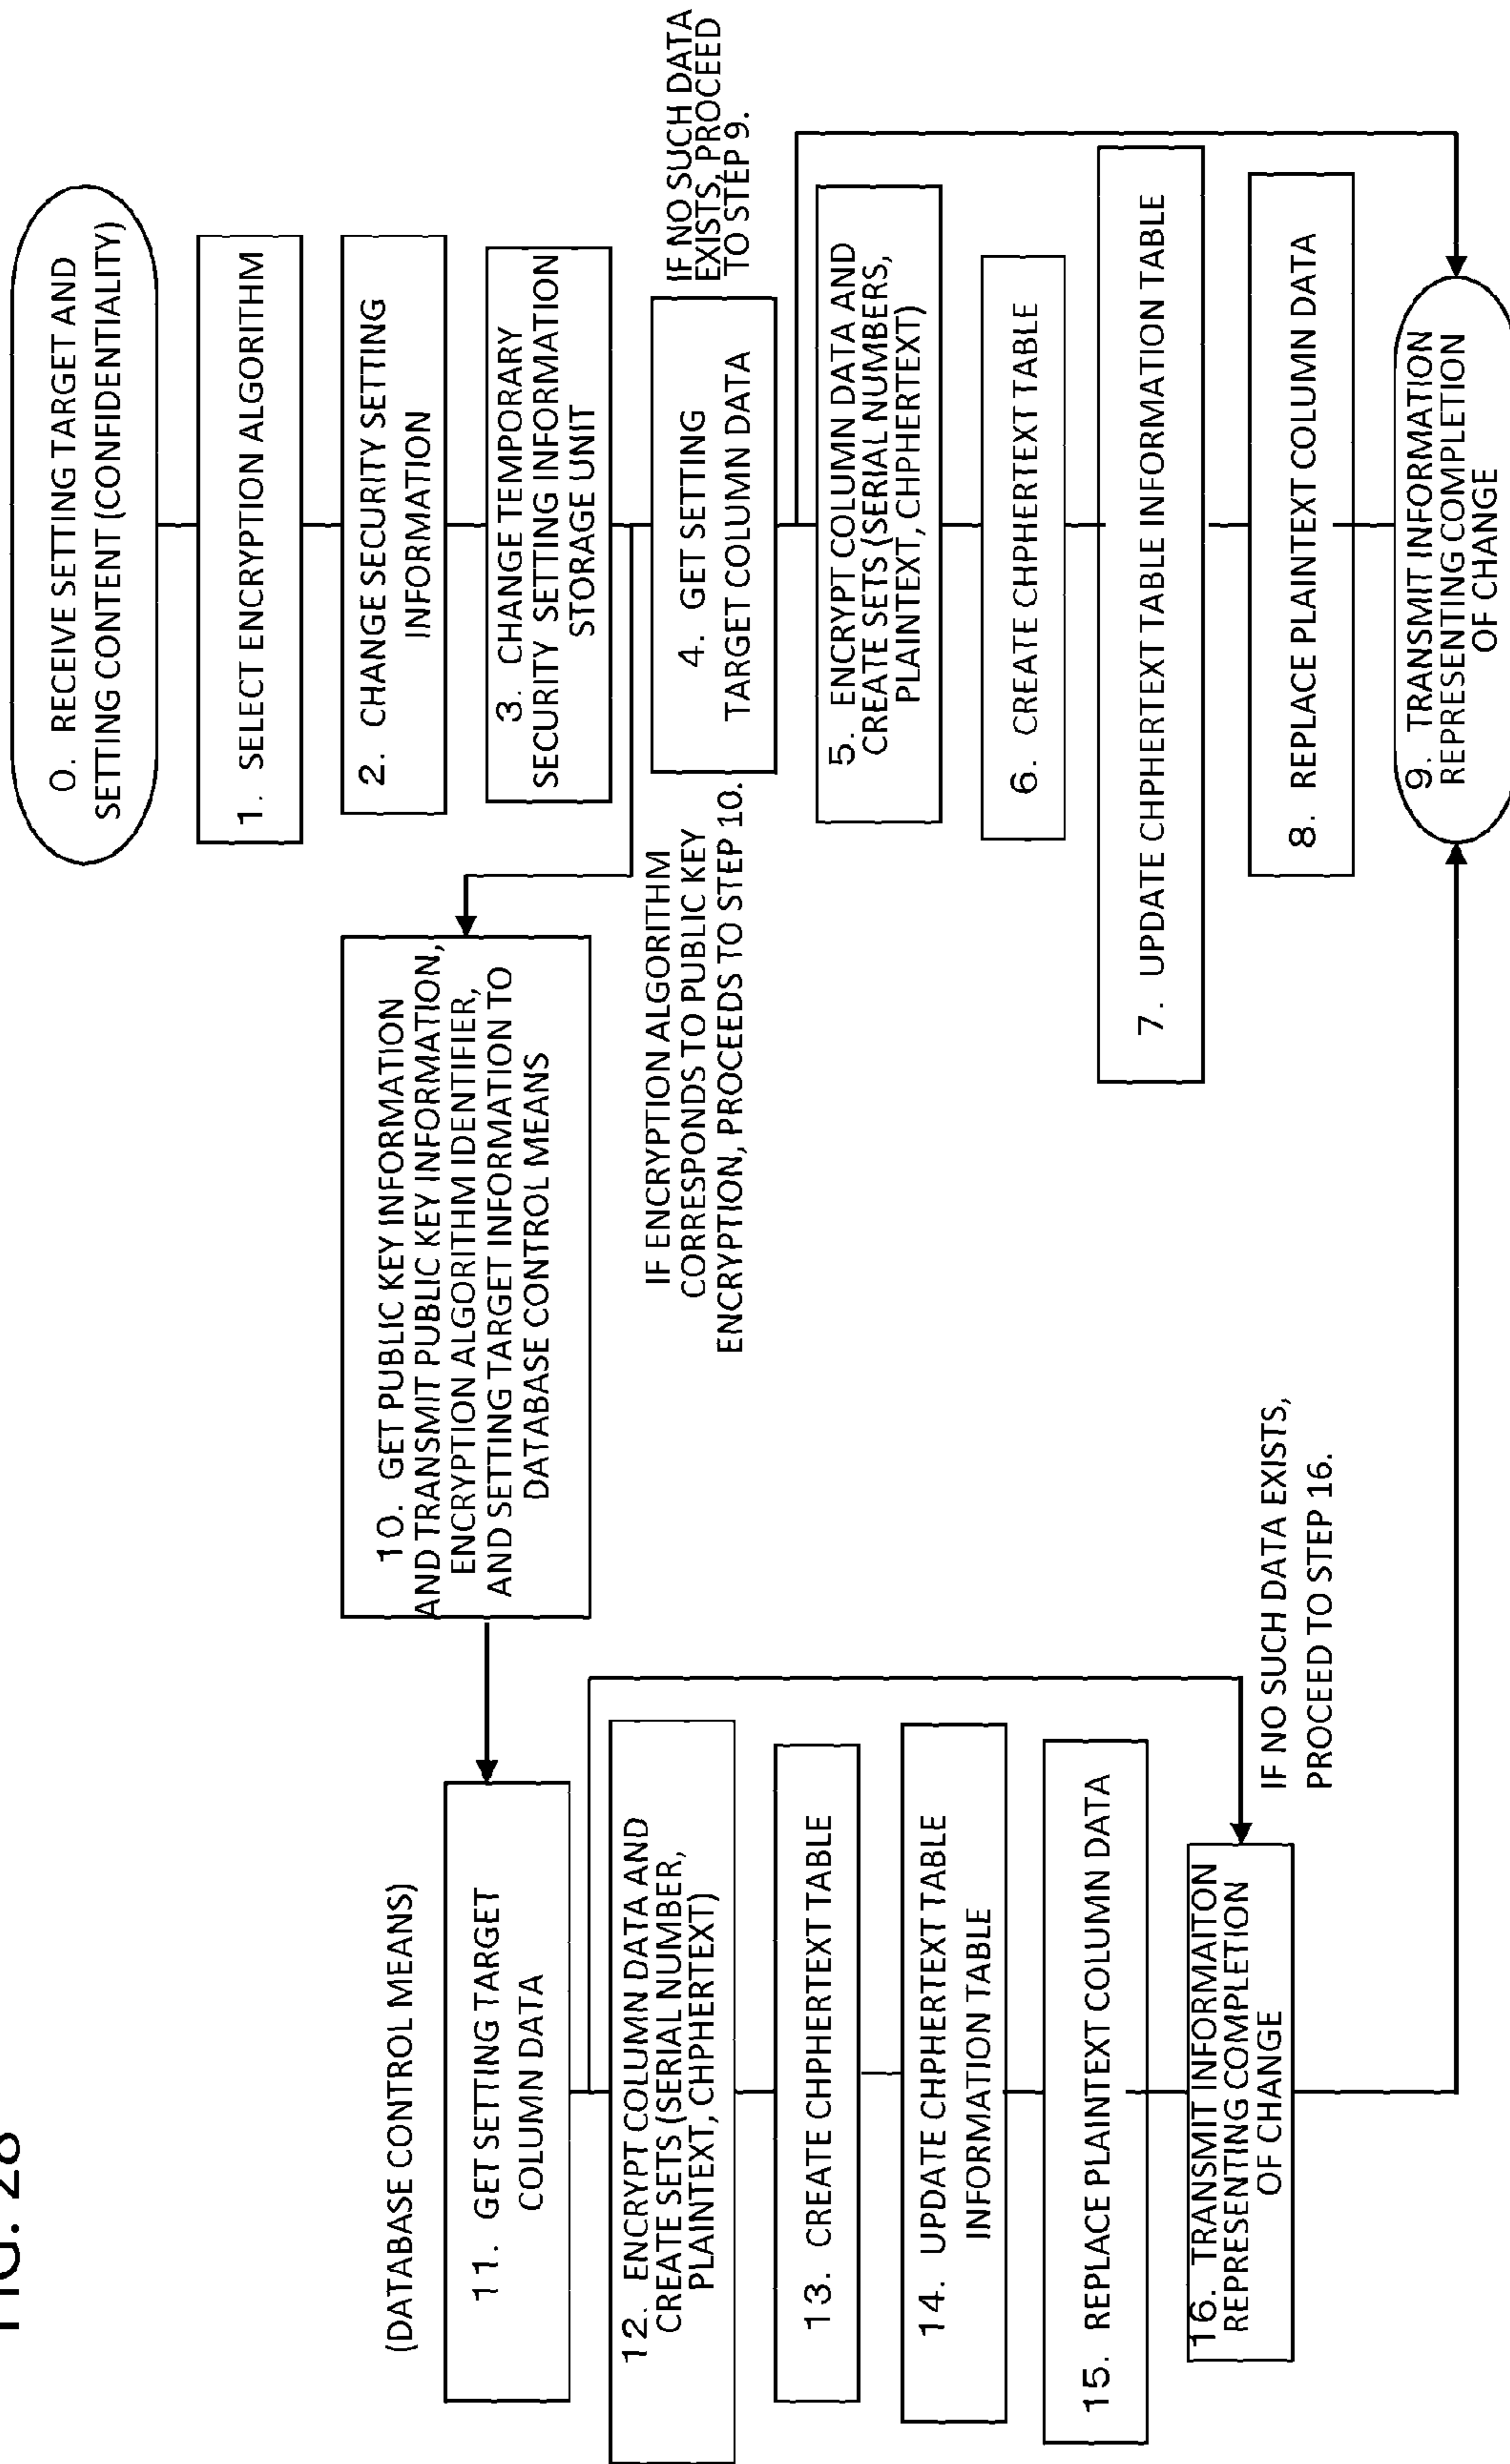 FIG. 28
0. RECEIVE SETTING TARGET AND
SETTING CONTENT (CONFIDENTIALITY)
1. SELECT ENCRYPTION ALGORITHM
2. CHANGE SECURITY SETTING
INFORMATION
3. CHANGE TEMPORARY
SECURITY SETTING INFORMATION
STORAGE UNIT
4. GET SETTING
TARGET COLUMN DATA
IF NO SUCH DATA
EXISTS, PROCEED
TO STEP 9.
5. ENCRYPT COLUMN DATA AND
CREATE SETS (SERIAL NUMBERS,
PLAINTEXT, CHPHERTEXT)
6. CREATE CHPHERTEXT TABLE
7. UPDATE CHPHERTEXT TABLE INFORMATION TABLE
8. REPLACE PLAINTEXT COLUMN DATA
9. TRANSMIT INFORMATION
REPRESENTING COMPLETION
OF CHANGE
IF ENCRYPTION ALGORITHM
CORRESPONDS TO PUBLIC KEY
ENCRYPTION, PROCEEDS TO STEP 10.
10. GET PUBLIC KEY INFORMATION
AND TRANSMIT PUBLIC KEY INFORMATION,
ENCRYPTION ALGORITHM IDENTIFIER,
AND SETTING TARGET INFORMATION TO
DATABASE CONTROL MEANS
(DATABASE CONTROL MEANS)
11. GET SETTING TARGET
COLUMN DATA
12. ENCRYPT COLUMN DATA AND
CREATE SETS (SERIAL NUMBER,
PLAINTEXT, CHPHERTEXT)
13. CREATE CHPHERTEXT TABLE
14. UPDATE CHPHERTEXT TABLE
INFORMATION TABLE
15. REPLACE PLAINTEXT COLUMN DATA
16. TRANSMIT INFORMAITON
REPRESENTING COMPLETION
OF CHANGE
IF NO SUCH DATA EXISTS,
PROCEED TO STEP 16.